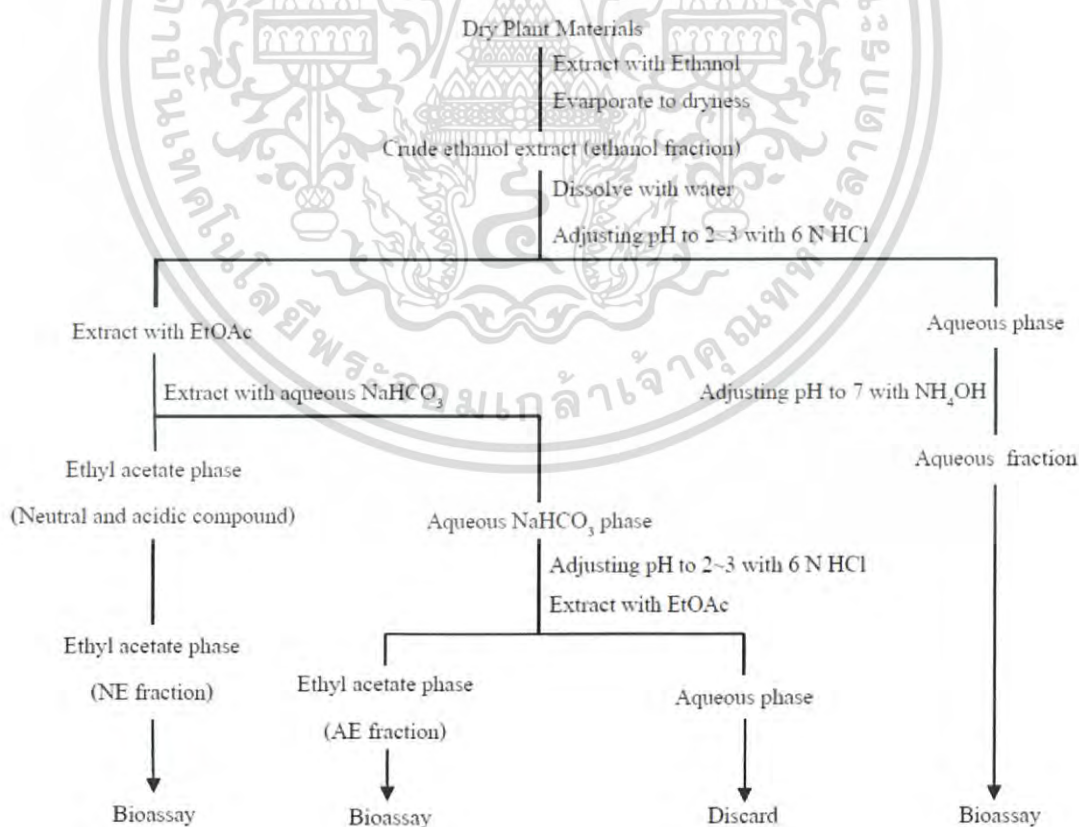 Dry Plant Materials
Extract with Ethanol
Evarporate to dryness
Crude ethanol extract (ethanol fraction)
Dissolve with water
Adjusting pH to 2~3 with 6 N HCl
Extract with EtOAc
Aqueous phase
Extract with aqueous NaHCO₃
Adjusting pH to 7 with NH₄OH
Ethyl acetate phase
(Neutral and acidic compound)
Aqueous fraction
Aqueous NaHCO₃ phase
Adjusting pH to 2~3 with 6 N HCl
Extract with EtOAc
Ethyl acetate phase
(NE fraction)
Ethyl acetate phase
(AE fraction)
Aqueous phase
Bioassay
Bioassay
Discard
Bioassay